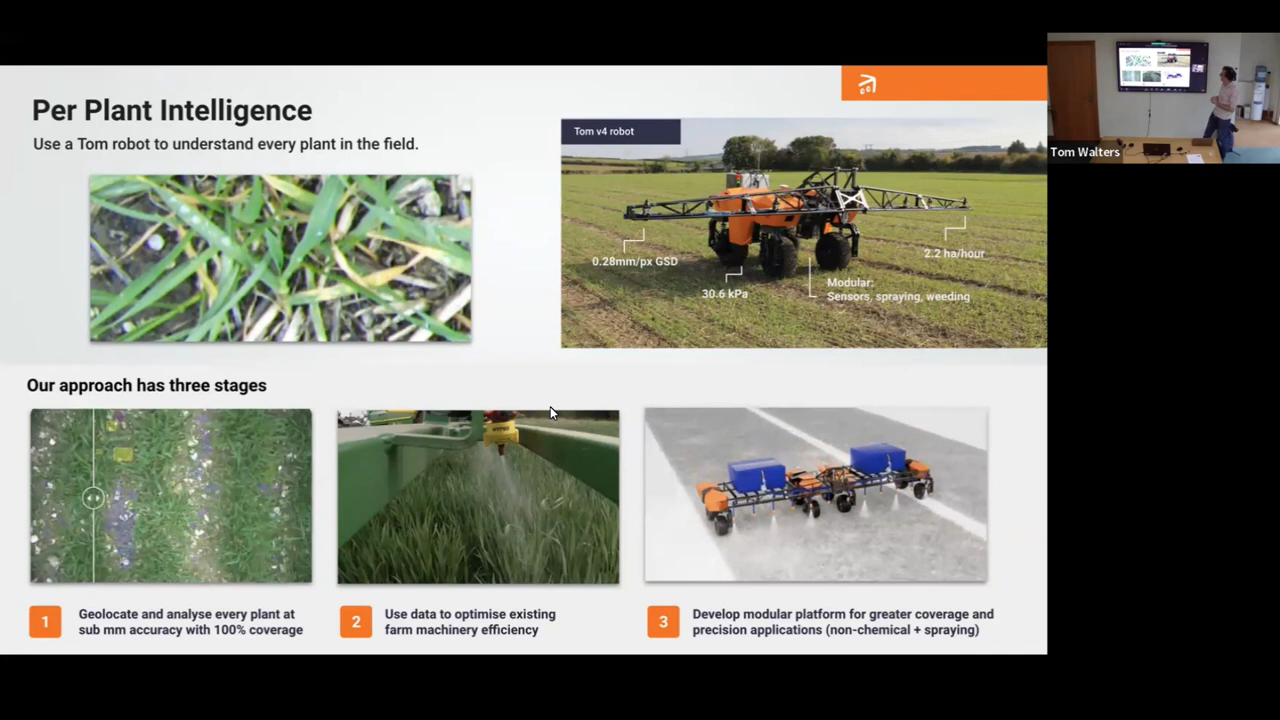 Per Plant Intelligence
Use a Tom robot to understand every plant in the field.
Tom v4 robot
0.28mm/px GSD
30.6 kPa
Modular:
Sensors, spraying, weeding
2.2 ha/hour
Tom Walters
Our approach has three stages
1
Geolocate and analyse every plant at
sub mm accuracy with 100% coverage
2
Use data to optimise existing
farm machinery efficiency
3
Develop modular platform for greater coverage and
precision applications (non-chemical + spraying)